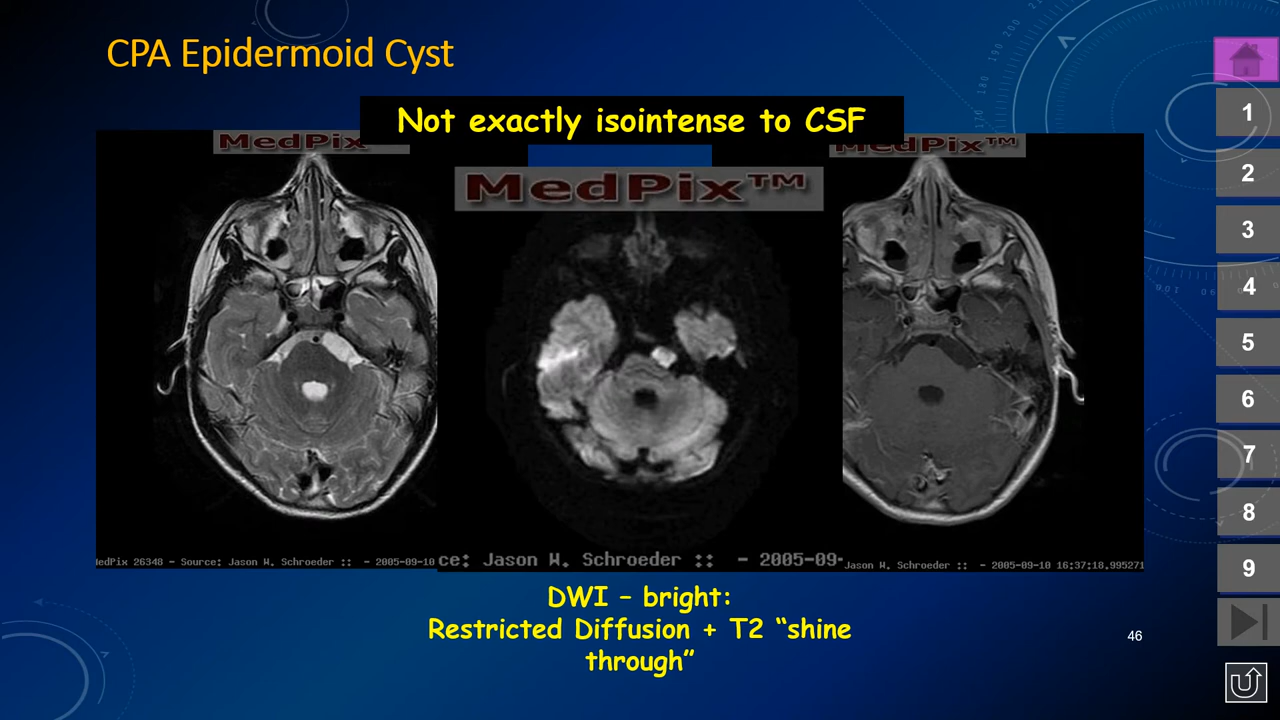 CPA Epidermoid Cyst
Not exactly isointense to CSF
MedPix
MedPix™
MedPix™
MedPix 26348 - Source: Jason W. Schroeder :: - 2005-09-10
ce: Jason W. Schroeder :: - 2005-09-
Jason W. Schroeder :: - 2005-09-10 16:37:18.995271
DWI – bright:
Restricted Diffusion + T2 “shine
through”
46
1
2
3
4
5
6
7
8
9